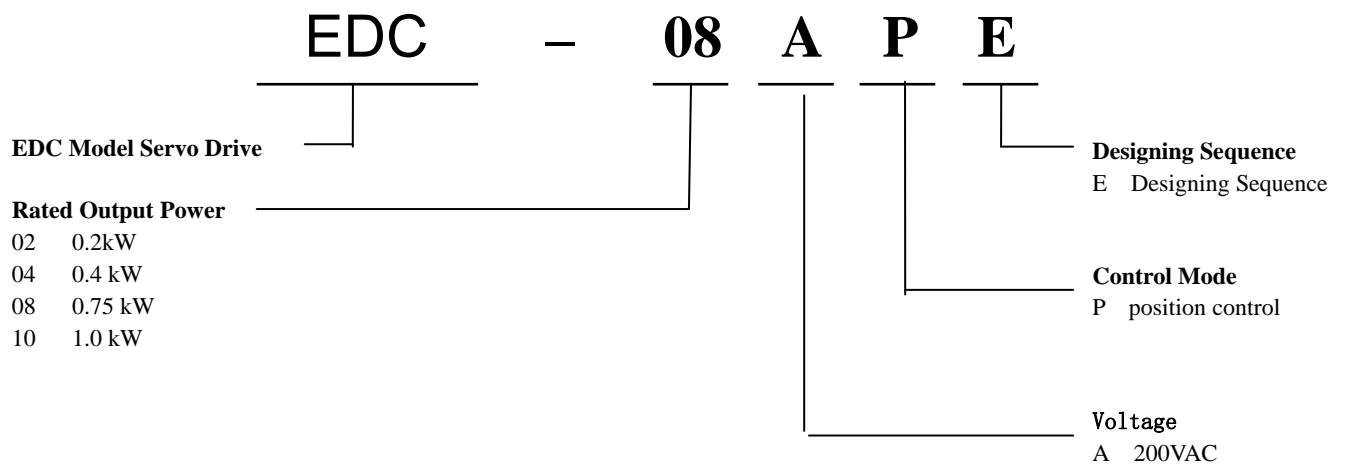 EDC – 08 A P E
EDC Model Servo Drive
Rated Output Power
02 0.2kW
04 0.4 kW
08 0.75 kW
10 1.0 kW
Designing Sequence
E Designing Sequence
Control Mode
P position control
Voltage
A 200VAC